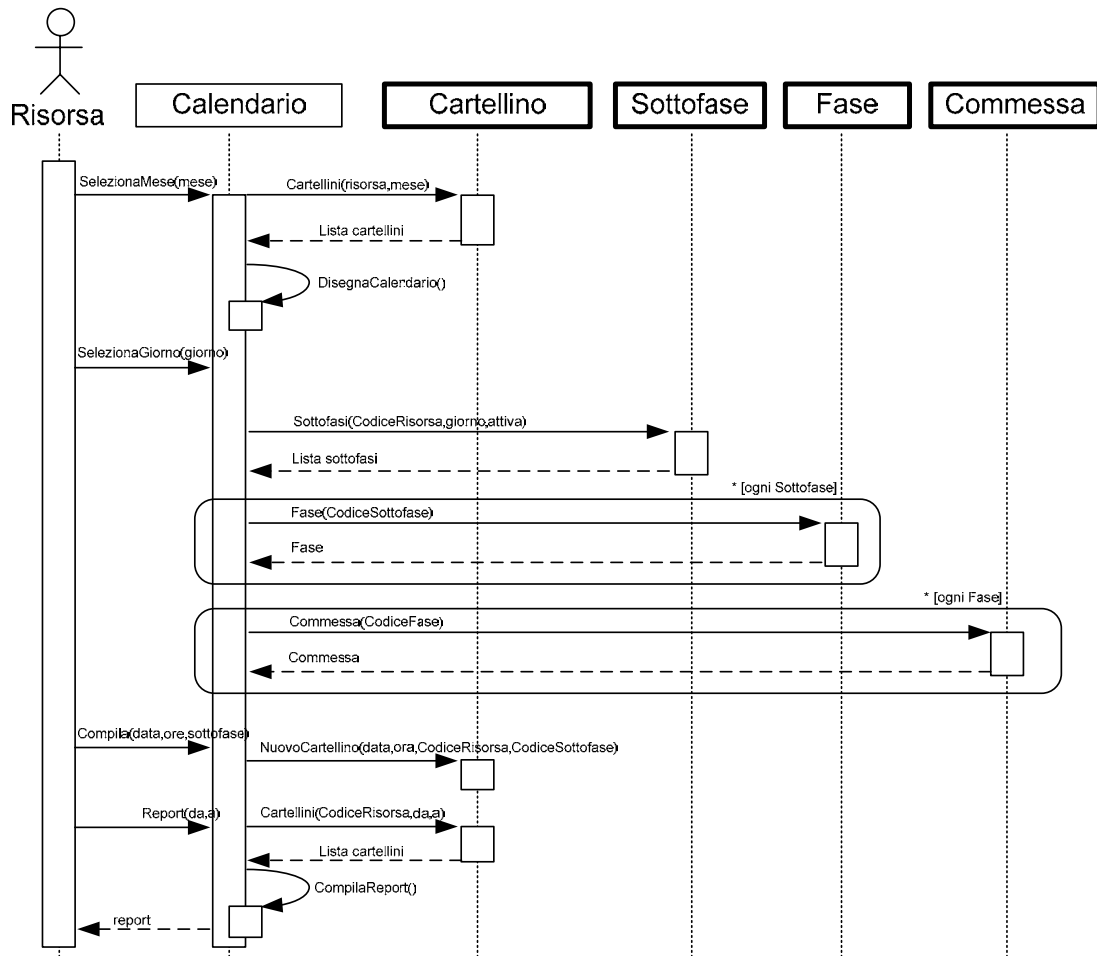 Risorsa
Calendario
Cartellino
Sottofase
Fase
Commessa
SelezionaMese(mese)
Cartellini(risorsa,mese)
Lista cartellini
DisegnaCalendario()
SelezionaGiorno(giorno)
Sottofasi(CodiceRisorsa,giorno,attiva)
Lista sottofasi
* [ogni Sottofase]
Fase(CodiceSottofase)
Fase
* [ogni Fase]
Commessa(CodiceFase)
Commessa
Compila(data,ore,sottofase)
NuovoCartellino(data,ora,CodiceRisorsa,CodiceSottofase)
Report(da,a)
Cartellini(CodiceRisorsa,da,a)
Lista cartellini
CompilaReport()
report